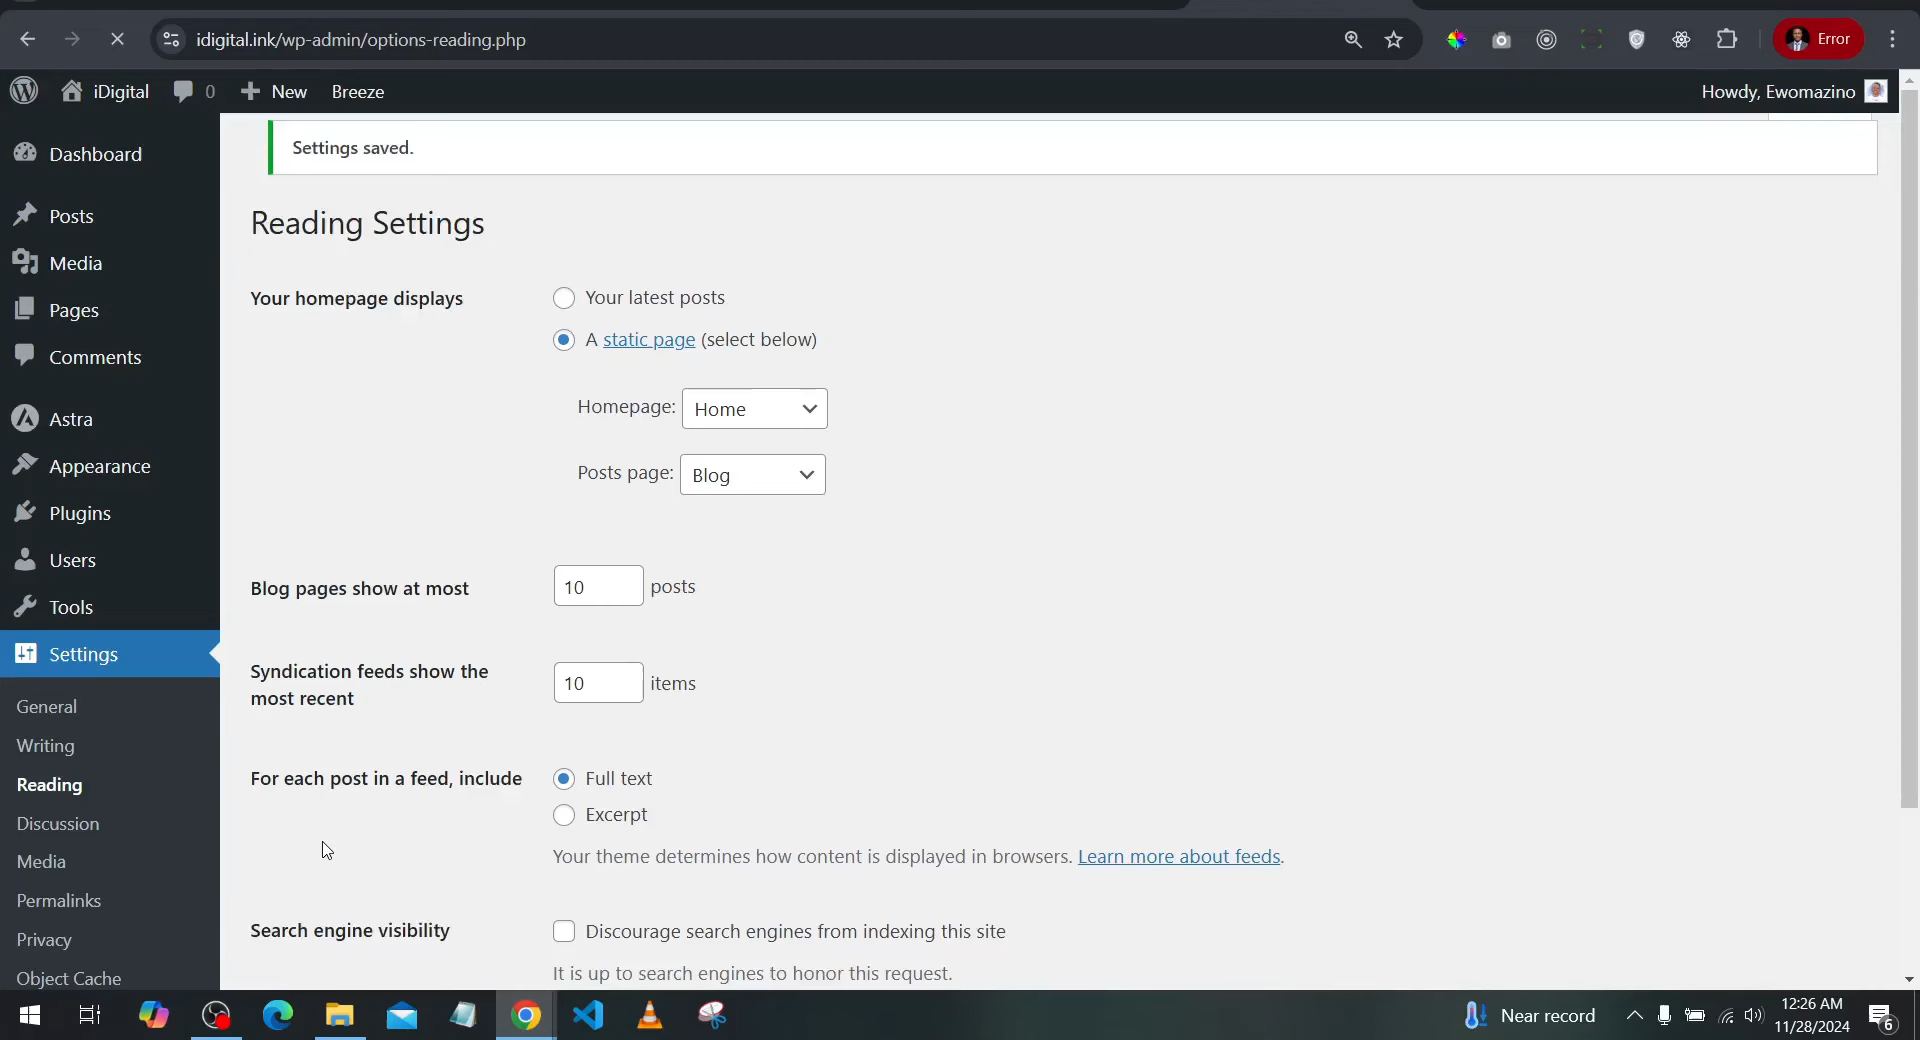 idigital.ink/wp-admin/options-reading.php
Error
iDigital
0
New
Breeze
Howdy, Ewomazino
Dashboard
Posts
Media
Pages
Comments
Astra
Appearance
Plugins
Users
Tools
Settings
General
Writing
Reading
Discussion
Media
Permalinks
Privacy
Object Cache
Settings saved.
Reading Settings
Your homepage displays
Your latest posts
A static page (select below)
Homepage: Home
Posts page: Blog
Blog pages show at most
10 posts
Syndication feeds show the
most recent
10 items
For each post in a feed, include
Full text
Excerpt
Your theme determines how content is displayed in browsers. Learn more about feeds.
Search engine visibility
Discourage search engines from indexing this site
It is up to search engines to honor this request.
Near record
12:26 AM
11/28/2024
6